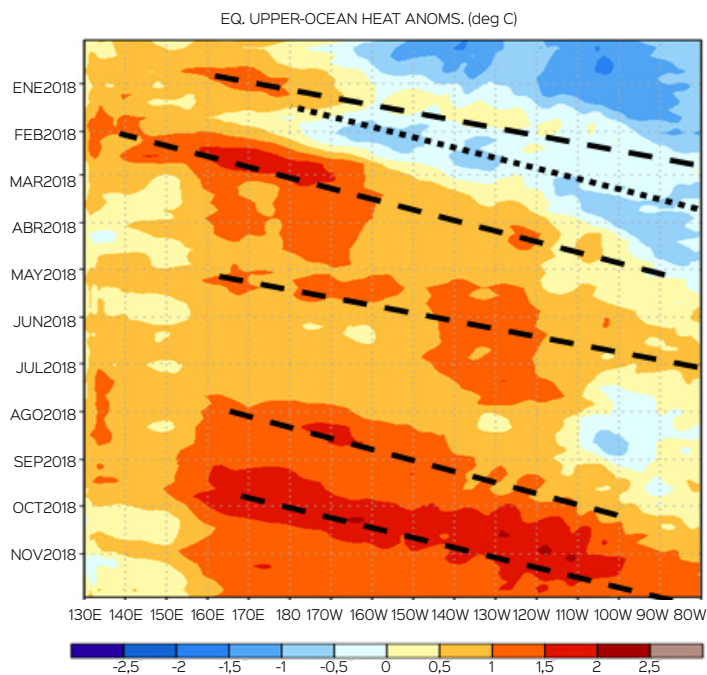 EQ. UPPER-OCEAN HEAT ANOMS. (deg C)
ENE2018
FEB2018
MAR2018
ABR2018
MAY2018
JUN2018
JUL2018
AGO2018
SEP2018
OCT2018
NOV2018
130E 140E 150E 160E 170E 180 170W 160W 150W 140W 130W 120W 110W 100W 90W 80W
-2,5 -2 -1,5 -1 -0,5 0 0,5 1 1,5 2 2,5